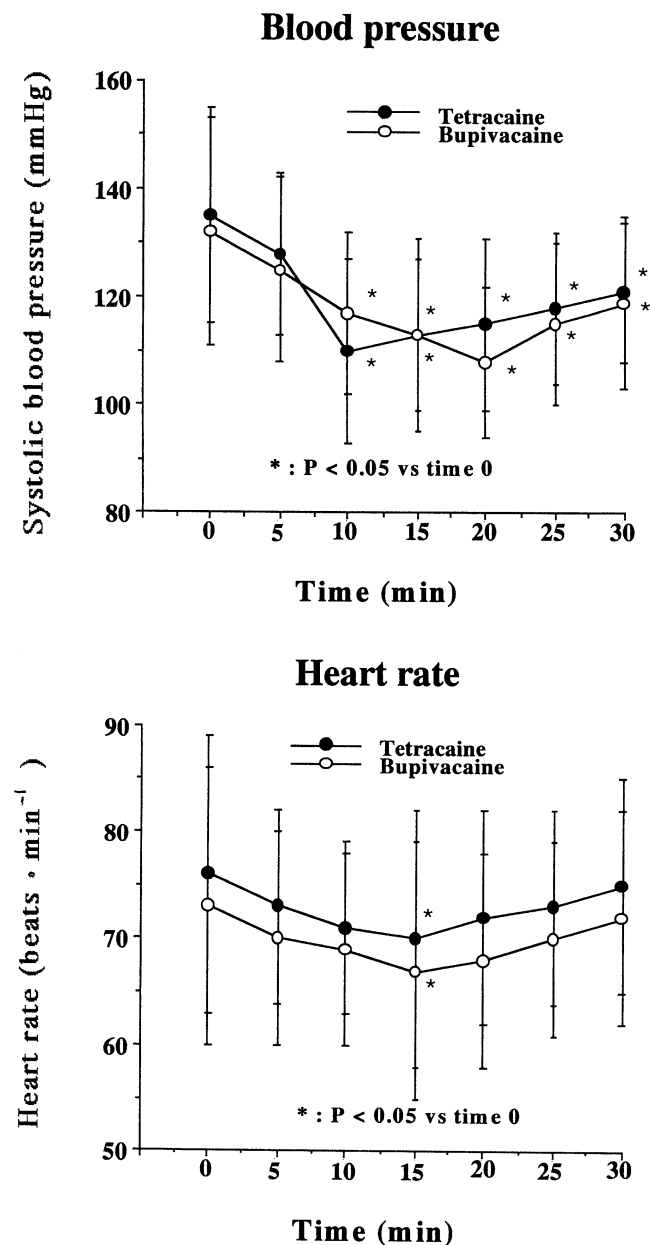 Blood pressure
Systolic blood pressure (mmHg)
160
140
120
100
80
Tetracaine
Bupivacaine
*
*
*
*
*
*
*
*
*
*
* : P < 0.05 vs time 0
0 5 10 15 20 25 30
Time (min)
Heart rate
Heart rate (beats • min⁻¹ )
90
80
70
60
50
Tetracaine
Bupivacaine
*
*
* : P < 0.05 vs time 0
0 5 10 15 20 25 30
Time (min)